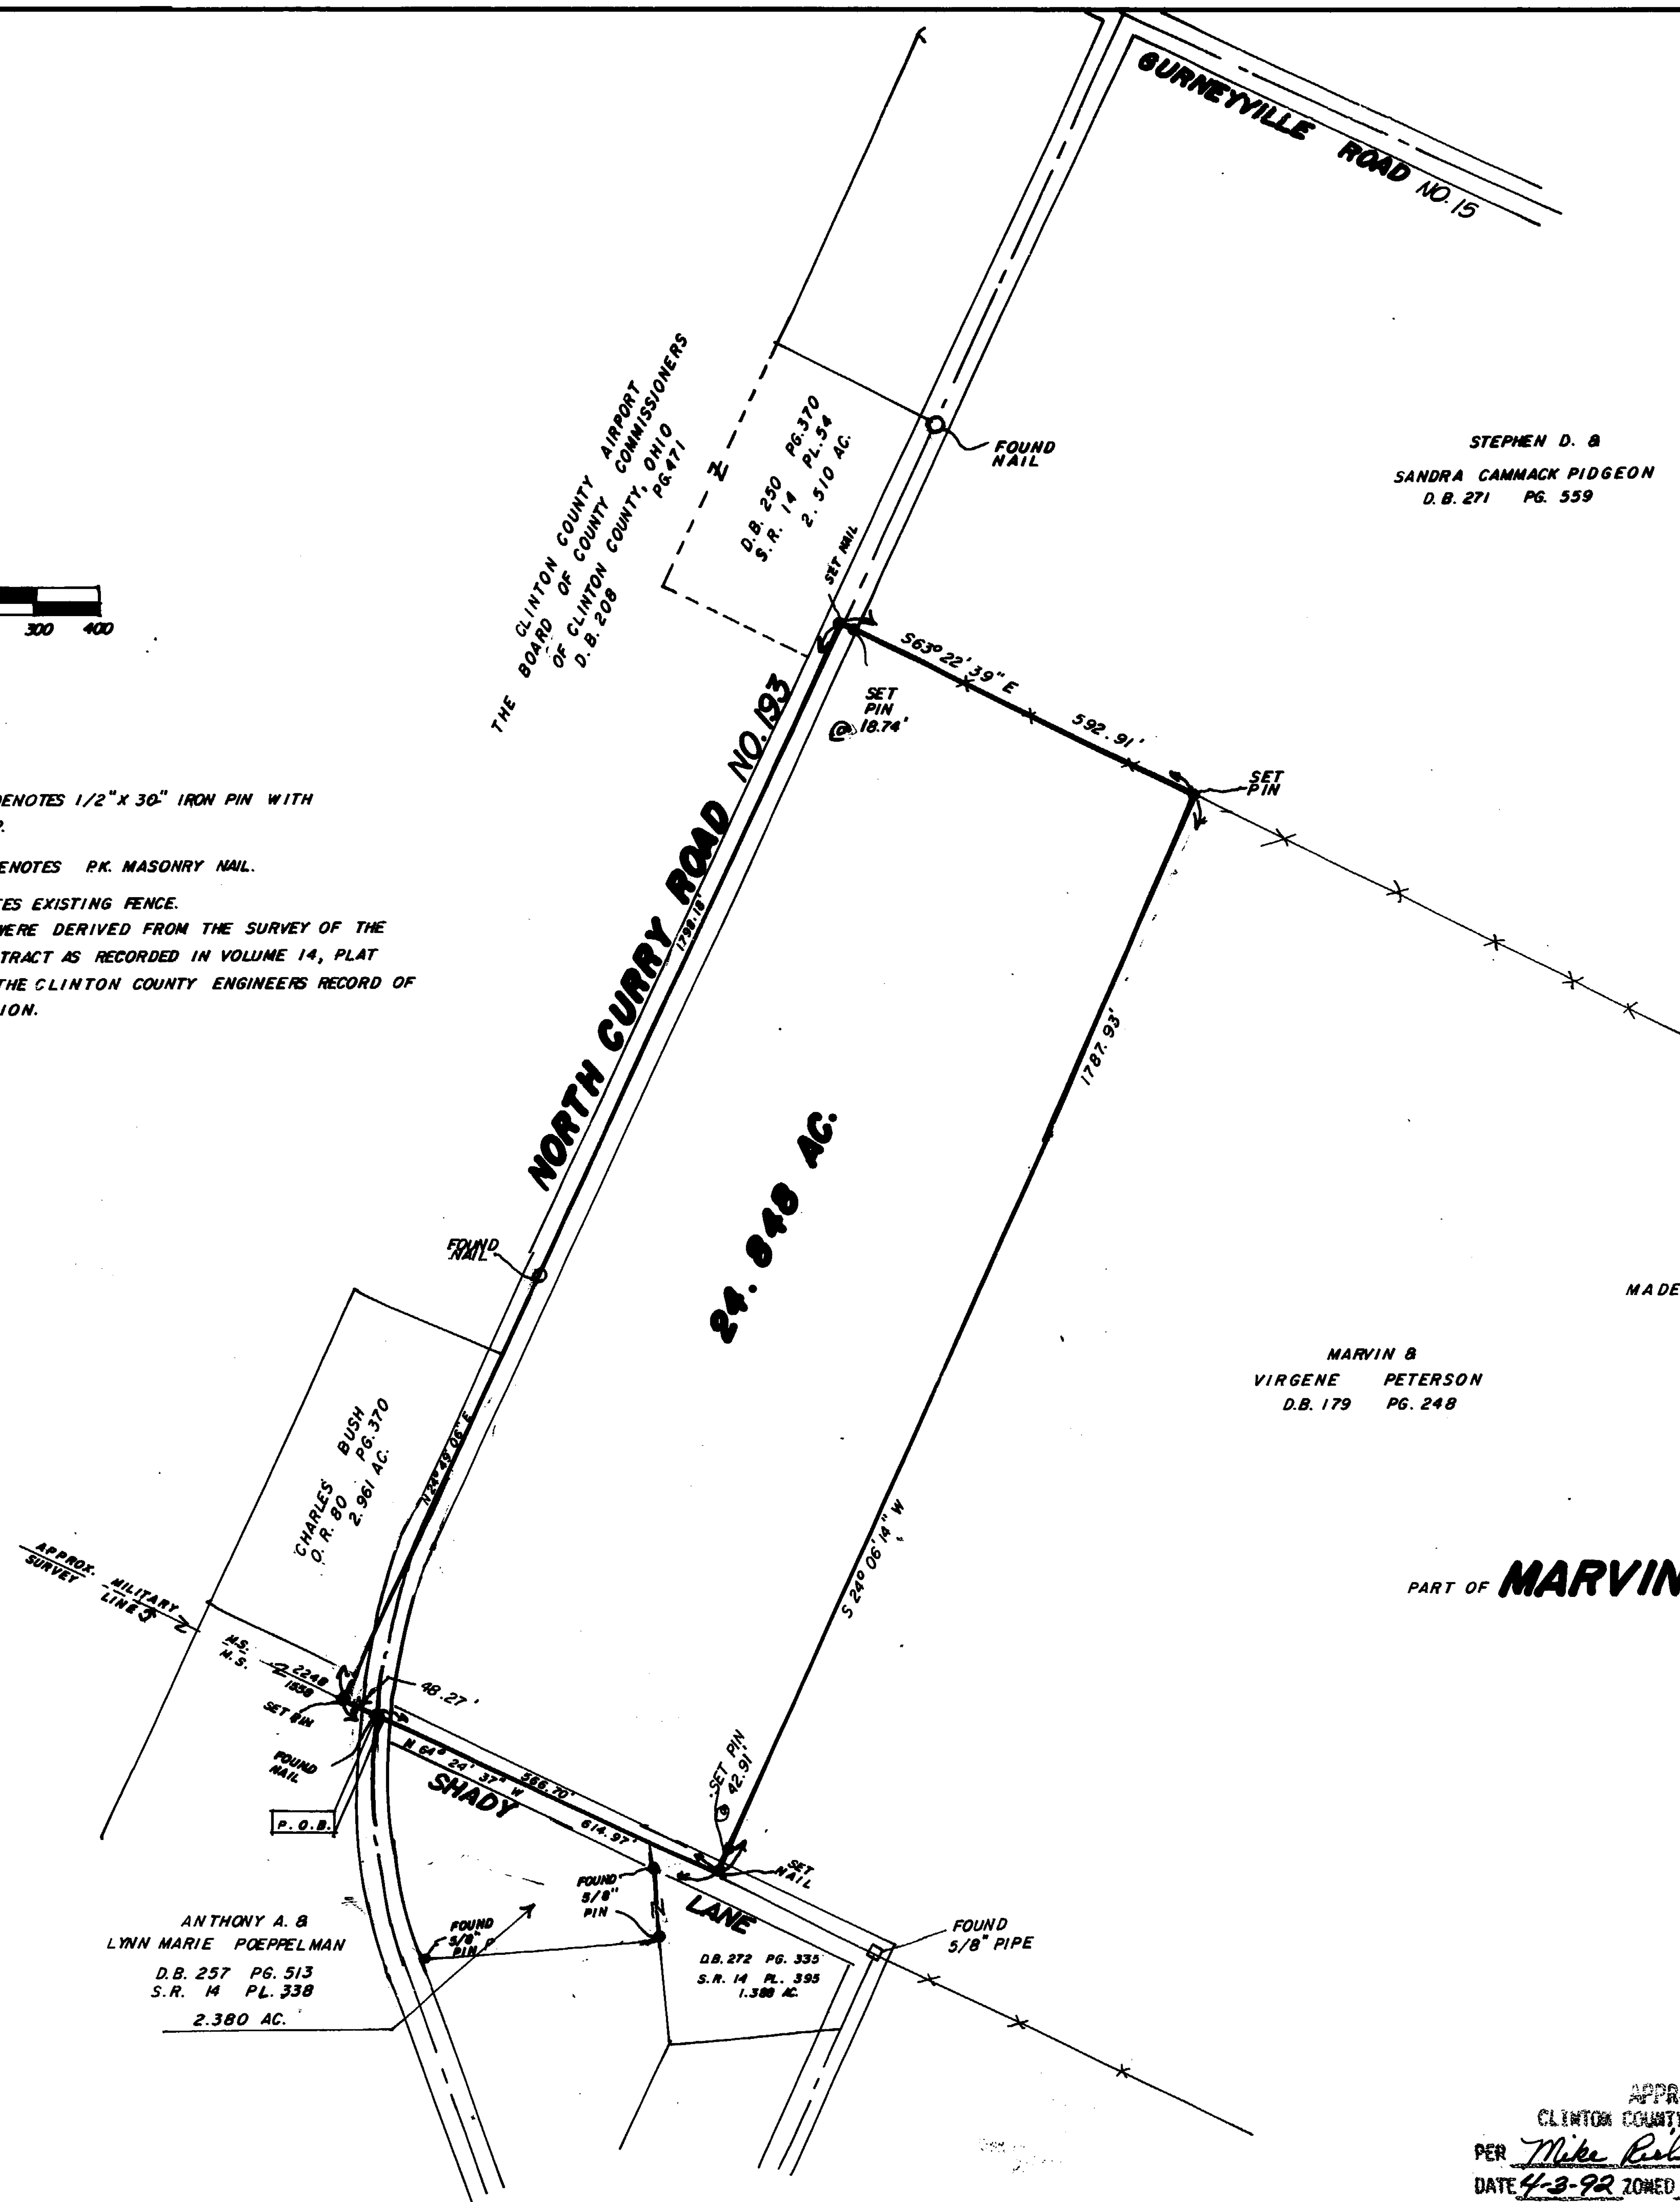 GURNEYVILLE ROAD NO. 15
STEPHEN D. &
SANDRA CAMMACK PIDGEON
D.B. 271 PG. 559
FOUND
NAIL
THE CLINTON COUNTY AIRPORT
BOARD OF COUNTY COMMISSIONERS
OF CLINTON COUNTY, OHIO
D.B. 208 PG. 471
D.B. 250 PG. 370
S.R. 14 PL. 54
2.510 AC.
SET NAIL
300 400
S63° 22' 39" E
592.91'
SET
PIN
@ 18.74'
SET
PIN
ENOTES 1/2" X 30" IRON PIN WITH
P.
ENOTES P.K. MASONRY NAIL.
ES EXISTING FENCE.
WERE DERIVED FROM THE SURVEY OF THE
TRACT AS RECORDED IN VOLUME 14, PLAT
THE CLINTON COUNTY ENGINEERS RECORD OF
ION.
NORTH CURRY ROAD NO. 193
1787.93'
24.848 AC.
FOUND
NAIL
MADE
MARVIN &
VIRGENE PETERSON
D.B. 179 PG. 248
CHARLES BUSH
O.R. 80 PG. 370
2.961 AC.
N 24° 49' 06" E
S 24° 06' 14" W
APPROX. MILITARY
SURVEY LINE
M.S. 2248
M.S. 1558
PART OF MARVIN
SET PIN
48.27'
FOUND
NAIL
P.O.B.
N 64° 24' 37" W
566.70'
614.97'
SHADY LANE
SET PIN
@ 42.91'
SET
NAIL
FOUND
5/8"
PIN
FOUND
5/8"
PIN
FOUND
5/8" PIPE
ANTHONY A. &
LYNN MARIE POEPPELMAN
D.B. 257 PG. 513
S.R. 14 PL. 338
2.380 AC.
D.B. 272 PG. 335
S.R. 14 PL. 395
1.388 AC.
APPR
CLINTON COUNTY
PER Mike
DATE 4-3-92 ZONED